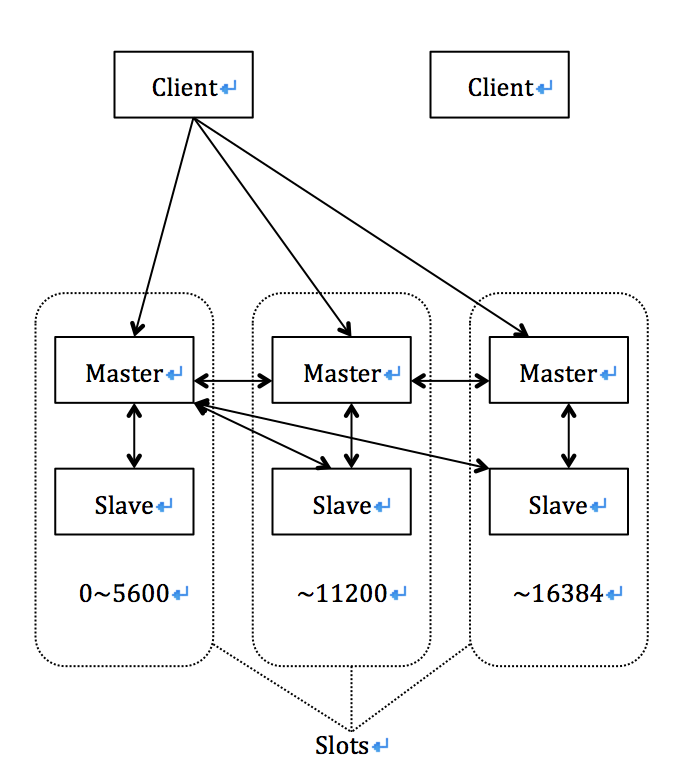 Client Client
Master Master Master
Slave Slave Slave
0~5600 ~11200 ~16384
Slots